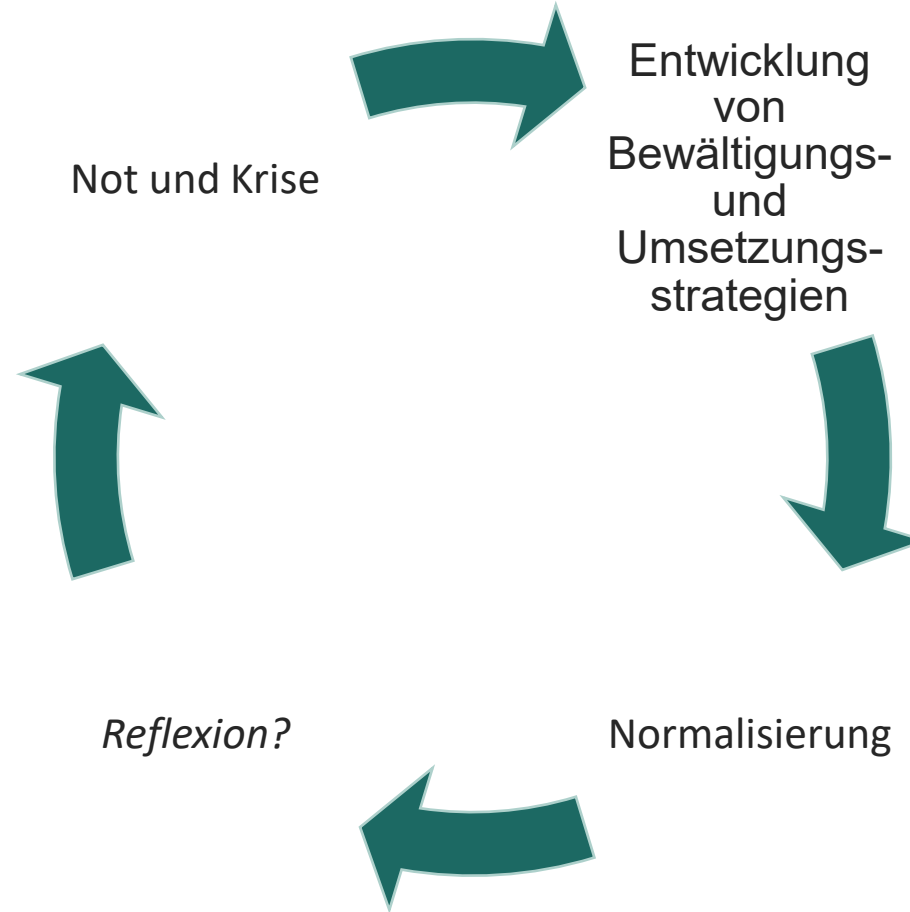 Not und Krise
Entwicklung
von
Bewältigungs-
und
Umsetzungs-
strategien
Normalisierung
Reflexion?